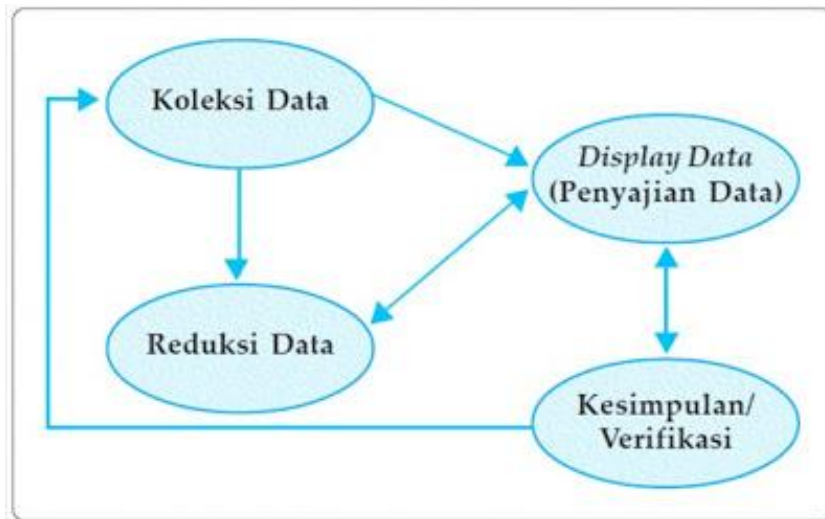 Koleksi Data
Display Data
(Penyajian Data)
Reduksi Data
Kesimpulan/
Verifikasi